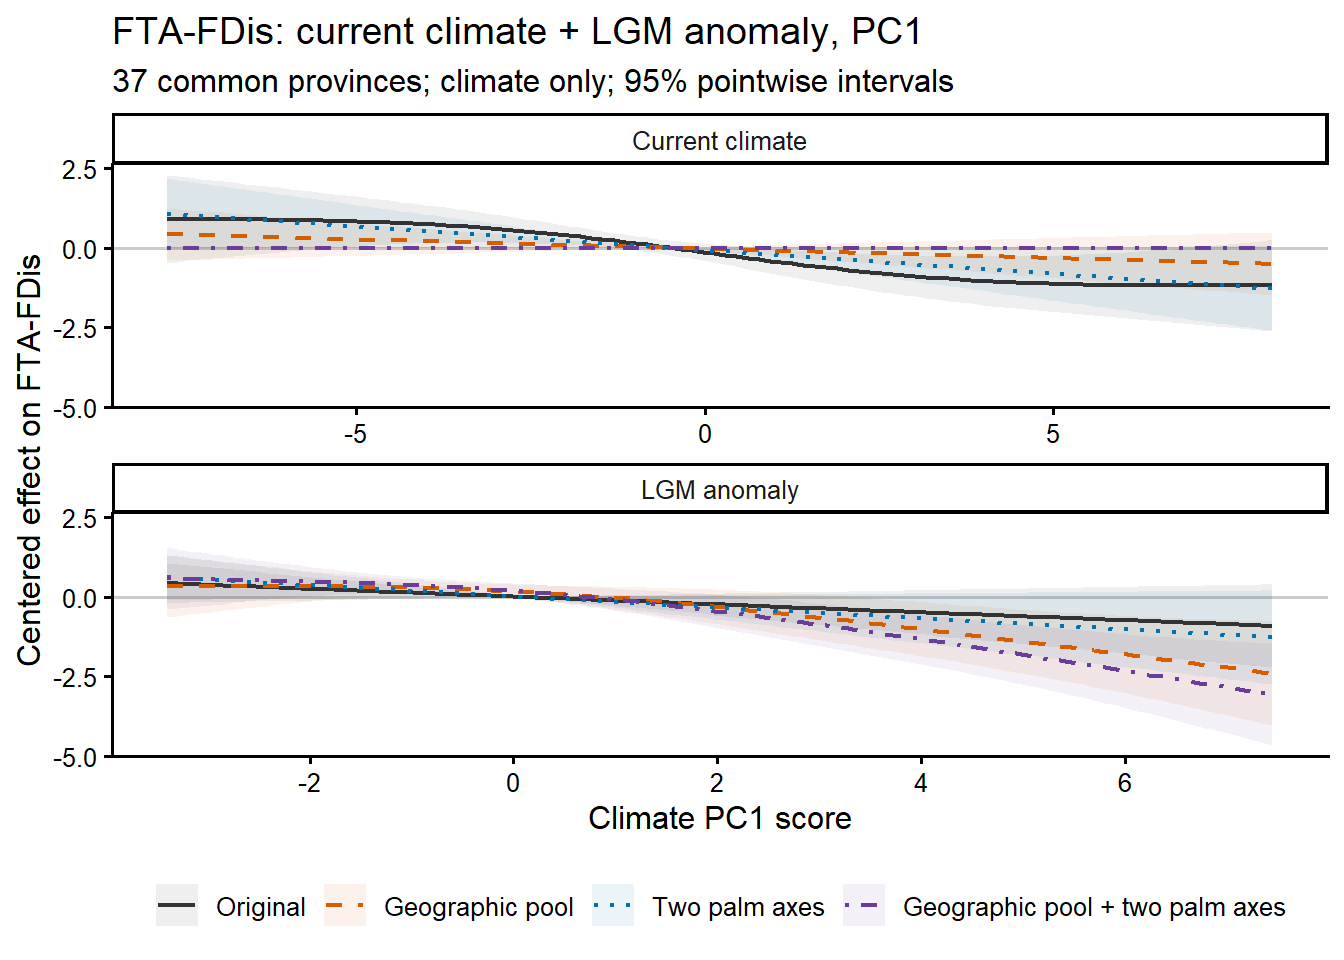 FTA-FDis: current climate + LGM anomaly, PC1
37 common provinces; climate only; 95% pointwise intervals
Centered effect on FTA-FDis
Current climate
2.5
0.0
-2.5
-5.0
-5
0
5
LGM anomaly
2.5
0.0
-2.5
-5.0
-2
0
2
4
6
Climate PC1 score
Original
Geographic pool
Two palm axes
Geographic pool + two palm axes